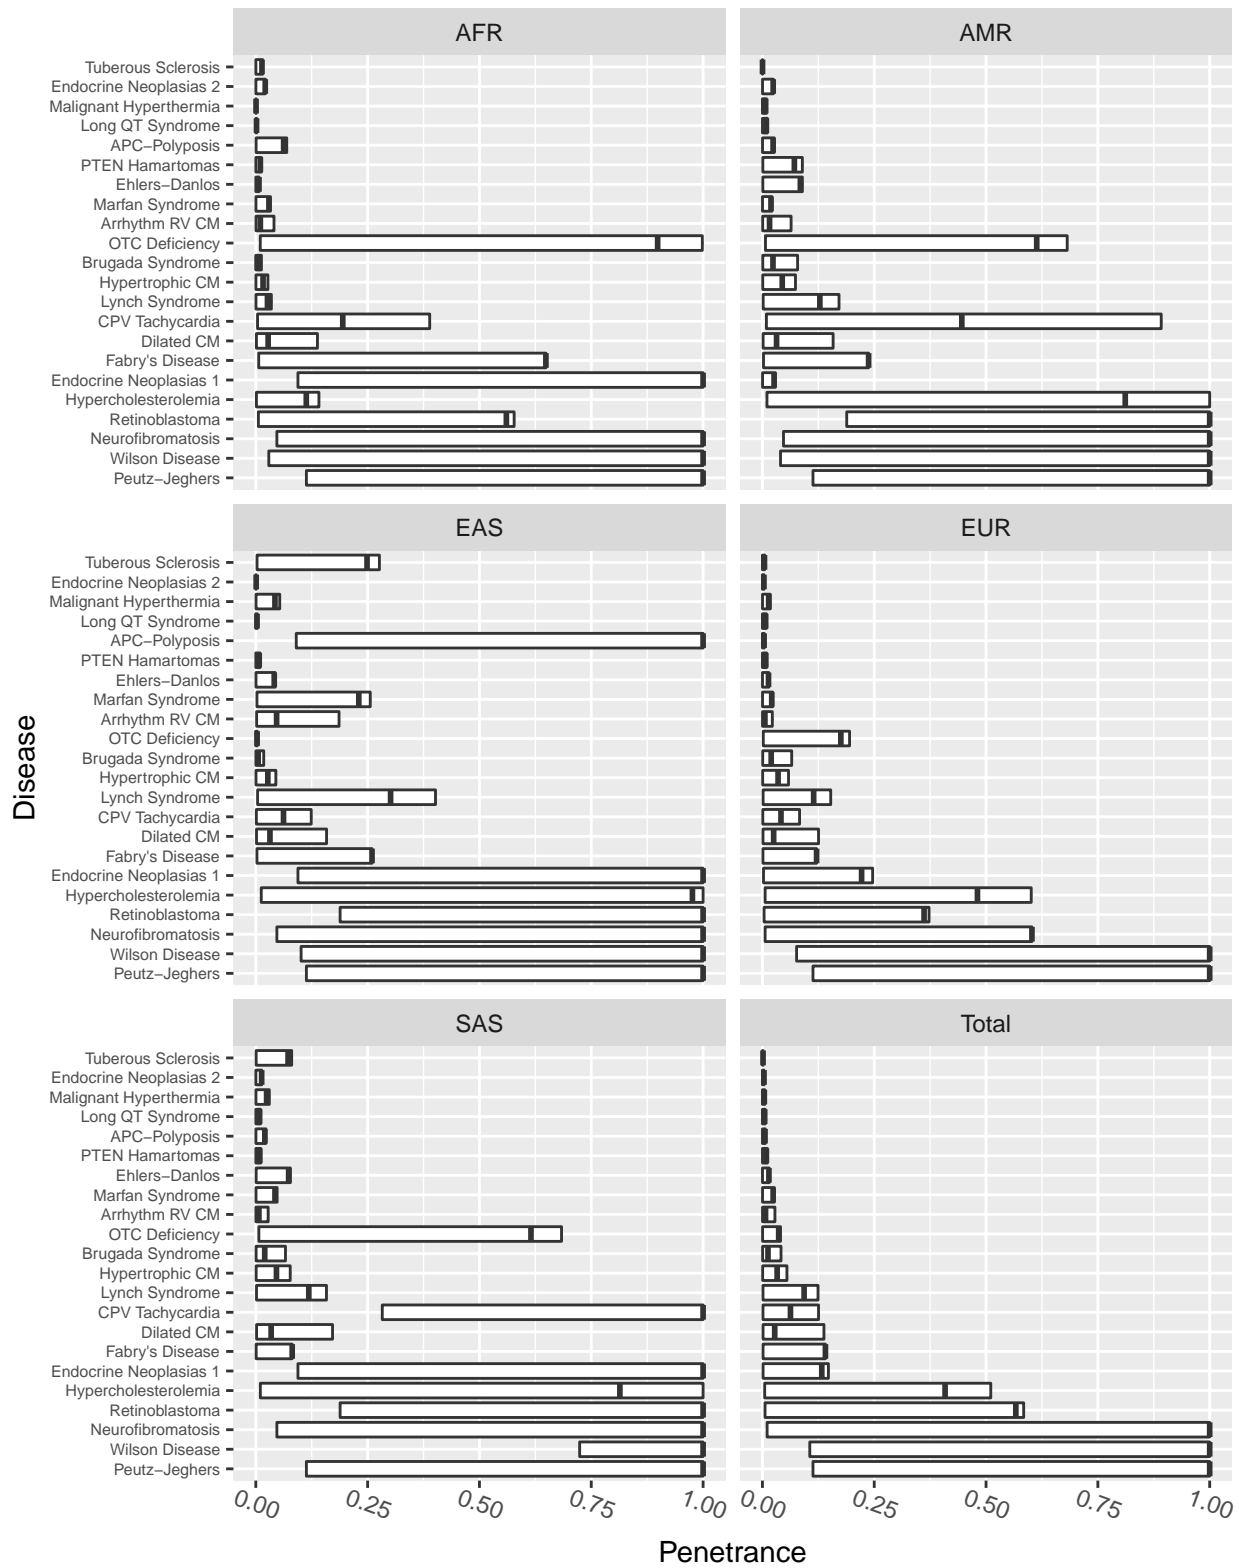 AFR
AMR
Tuberous Sclerosis
Endocrine Neoplasias 2
Malignant Hyperthermia
Long QT Syndrome
APC−Polyposis
PTEN Hamartomas
Ehlers−Danlos
Marfan Syndrome
Arrhythm RV CM
OTC Deficiency
Brugada Syndrome
Hypertrophic CM
Lynch Syndrome
CPV Tachycardia
Dilated CM
Fabry's Disease
Endocrine Neoplasias 1
Hypercholesterolemia
Retinoblastoma
Neurofibromatosis
Wilson Disease
Peutz−Jeghers
EAS
EUR
Tuberous Sclerosis
Endocrine Neoplasias 2
Malignant Hyperthermia
Long QT Syndrome
APC−Polyposis
PTEN Hamartomas
Ehlers−Danlos
Marfan Syndrome
Arrhythm RV CM
OTC Deficiency
Brugada Syndrome
Hypertrophic CM
Lynch Syndrome
CPV Tachycardia
Dilated CM
Fabry's Disease
Endocrine Neoplasias 1
Hypercholesterolemia
Retinoblastoma
Neurofibromatosis
Wilson Disease
Peutz−Jeghers
Disease
SAS
Total
Tuberous Sclerosis
Endocrine Neoplasias 2
Malignant Hyperthermia
Long QT Syndrome
APC−Polyposis
PTEN Hamartomas
Ehlers−Danlos
Marfan Syndrome
Arrhythm RV CM
OTC Deficiency
Brugada Syndrome
Hypertrophic CM
Lynch Syndrome
CPV Tachycardia
Dilated CM
Fabry's Disease
Endocrine Neoplasias 1
Hypercholesterolemia
Retinoblastoma
Neurofibromatosis
Wilson Disease
Peutz−Jeghers
0.00 0.25 0.50 0.75 1.00
0.00 0.25 0.50 0.75 1.00
Penetrance